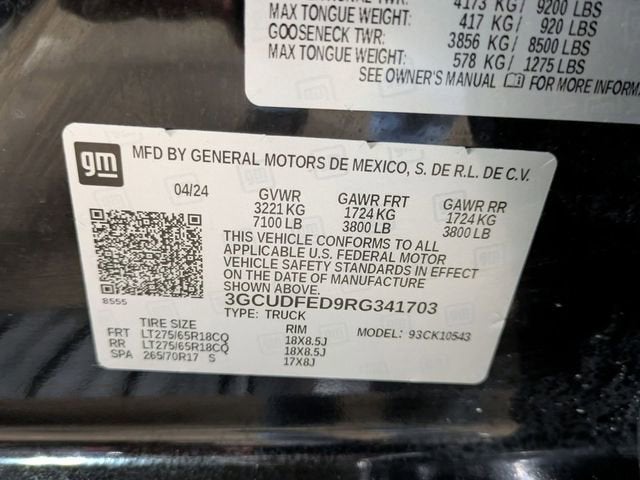 4173 KG/ 9200 LBS
MAX TONGUE WEIGHT: 417 KG/ 920 LBS
GOOSENECK TWR: 3856 KG/ 8500 LBS
MAX TONGUE WEIGHT: 578 KG/ 1275 LBS
SEE OWNER'S MANUAL FOR MORE INFORM
gm
MFD BY GENERAL MOTORS DE MEXICO, S. DE R.L. DE C.V.
04/24 GVWR GAWR FRT GAWR RR
3221 KG 1724 KG 1724 KG
7100 LB 3800 LB 3800 LB
THIS VEHICLE CONFORMS TO ALL
APPLICABLE U.S. FEDERAL MOTOR
VEHICLE SAFETY STANDARDS IN EFFECT
ON THE DATE OF MANUFACTURE
8555 3GCUDFED9RG341703
TYPE: TRUCK
TIRE SIZE RIM MODEL: 93CK10543
FRT LT275/65R18CQ 18X8.5J
RR LT275/65R18CQ 18X8.5J
SPA 265/70R17 S 17X8J